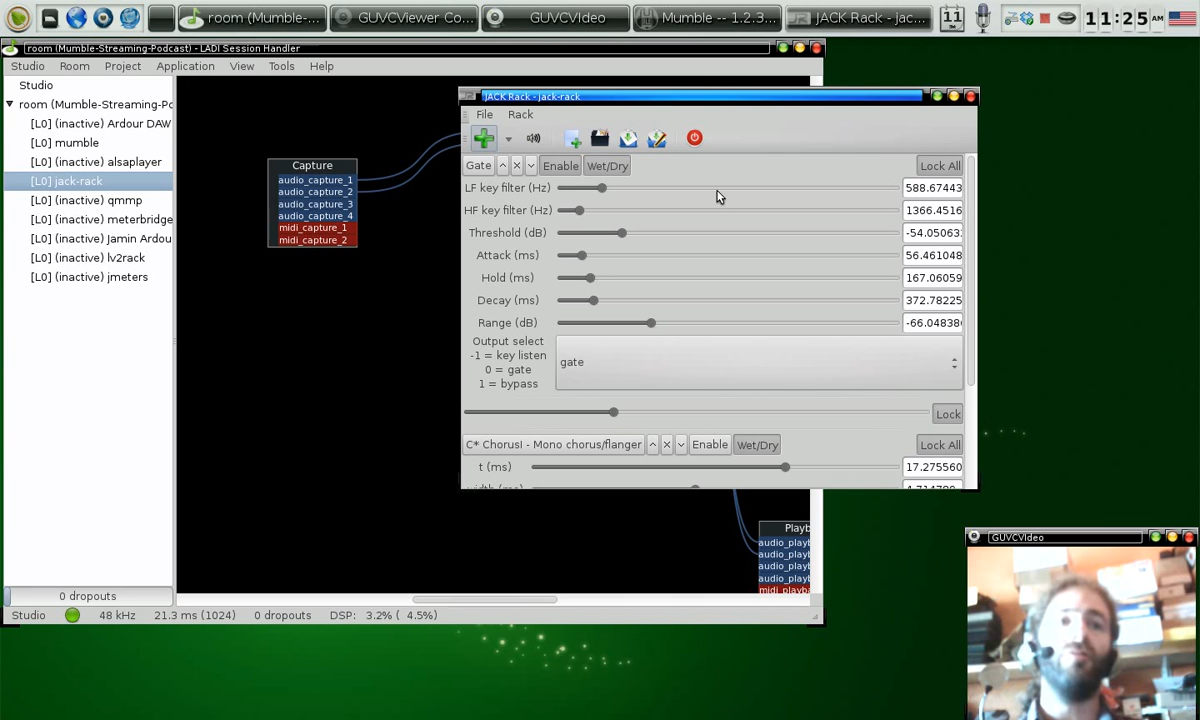 room (Mumble-...
GUVCViewer Co...
GUVCVIdeo
Mumble -- 1.2.3...
JACK Rack - jac...
11
11:25 AM
room (Mumble-Streaming-Podcast) - LADI Session Handler
Studio Room Project Application View Tools Help
Studio
room (Mumble-Streaming-Pc
[L0] (inactive) Ardour DAW
[L0] mumble
[L0] (inactive) alsaplayer
[L0] jack-rack
[L0] (inactive) qmmp
[L0] (inactive) meterbridge
[L0] (inactive) Jamin Ardou
[L0] (inactive) lv2rack
[L0] (inactive) jmeters
0 dropouts
Studio 48 kHz 21.3 ms (1024) 0 dropouts DSP: 3.2% ( 4.5%)
Capture
audio_capture_1
audio_capture_2
audio_capture_3
audio_capture_4
midi_capture_1
midi_capture_2
JACK Rack - jack-rack
File Rack
Gate Enable Wet/Dry Lock All
LF key filter (Hz) 588.67443
HF key filter (Hz) 1366.4516
Threshold (dB) -54.05063
Attack (ms) 56.461048
Hold (ms) 167.06059
Decay (ms) 372.78225
Range (dB) -66.04838
Output select
-1 = key listen
0 = gate
1 = bypass
gate
Lock
C* ChorusI - Mono chorus/flanger Enable Wet/Dry Lock All
t (ms) 17.275560
Playb
audio_playb
audio_playb
audio_playb
audio_playb
midi_playba
GUVCVIdeo